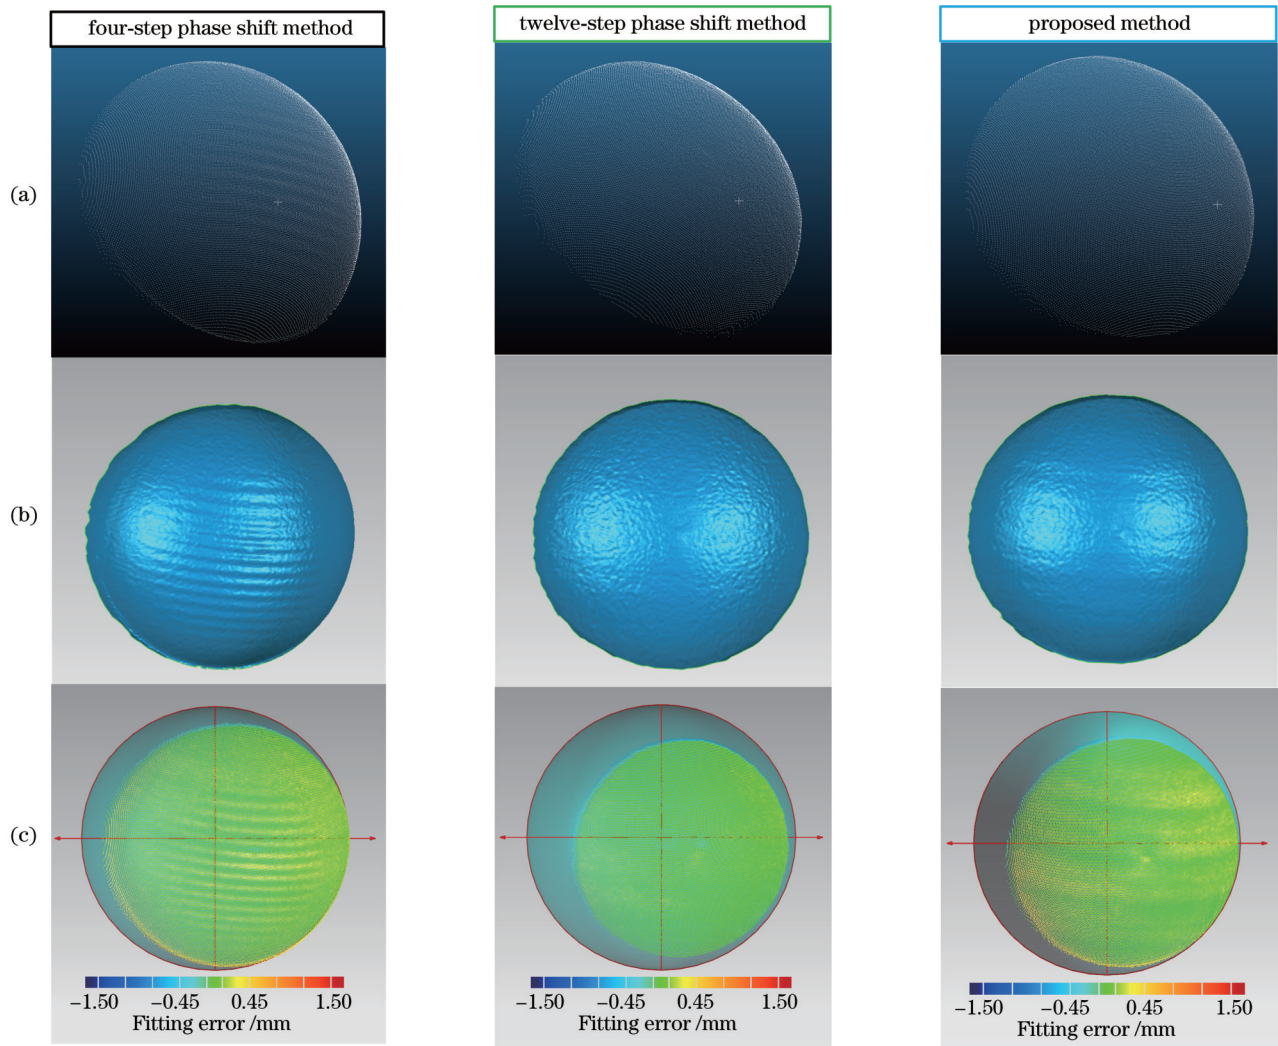 four-step phase shift method
twelve-step phase shift method
proposed method
(a)
(b)
(c)
−1.50 −0.45 0.45 1.50
Fitting error /mm
−1.50 −0.45 0.45 1.50
Fitting error /mm
−1.50 −0.45 0.45 1.50
Fitting error /mm